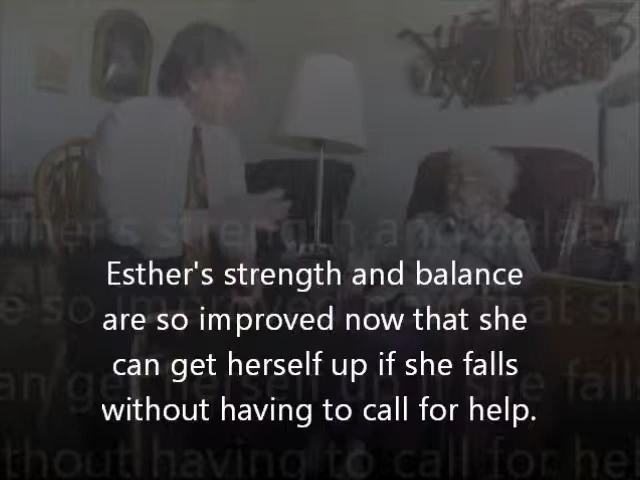 Esther's strength and balance
are so improved now that she
can get herself up if she falls
without having to call for help.